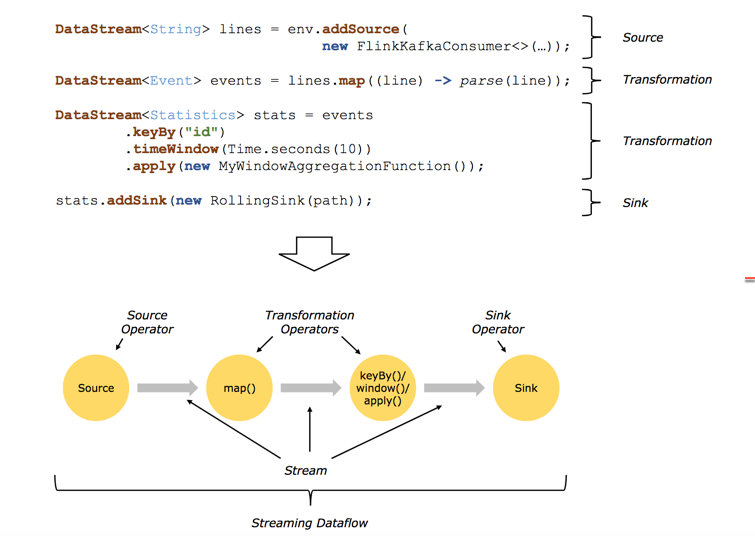 DataStream<String> lines = env.addSource(
new FlinkKafkaConsumer<>(…));
Source
DataStream<Event> events = lines.map((line) -> parse(line));
Transformation
DataStream<Statistics> stats = events
.keyBy("id")
.timeWindow(Time.seconds(10))
.apply(new MyWindowAggregationFunction());
Transformation
stats.addSink(new RollingSink(path));
Sink
Source
Operator
Transformation
Operators
Sink
Operator
Source
map()
keyBy()/
window()/
apply()
Sink
Stream
Streaming Dataflow